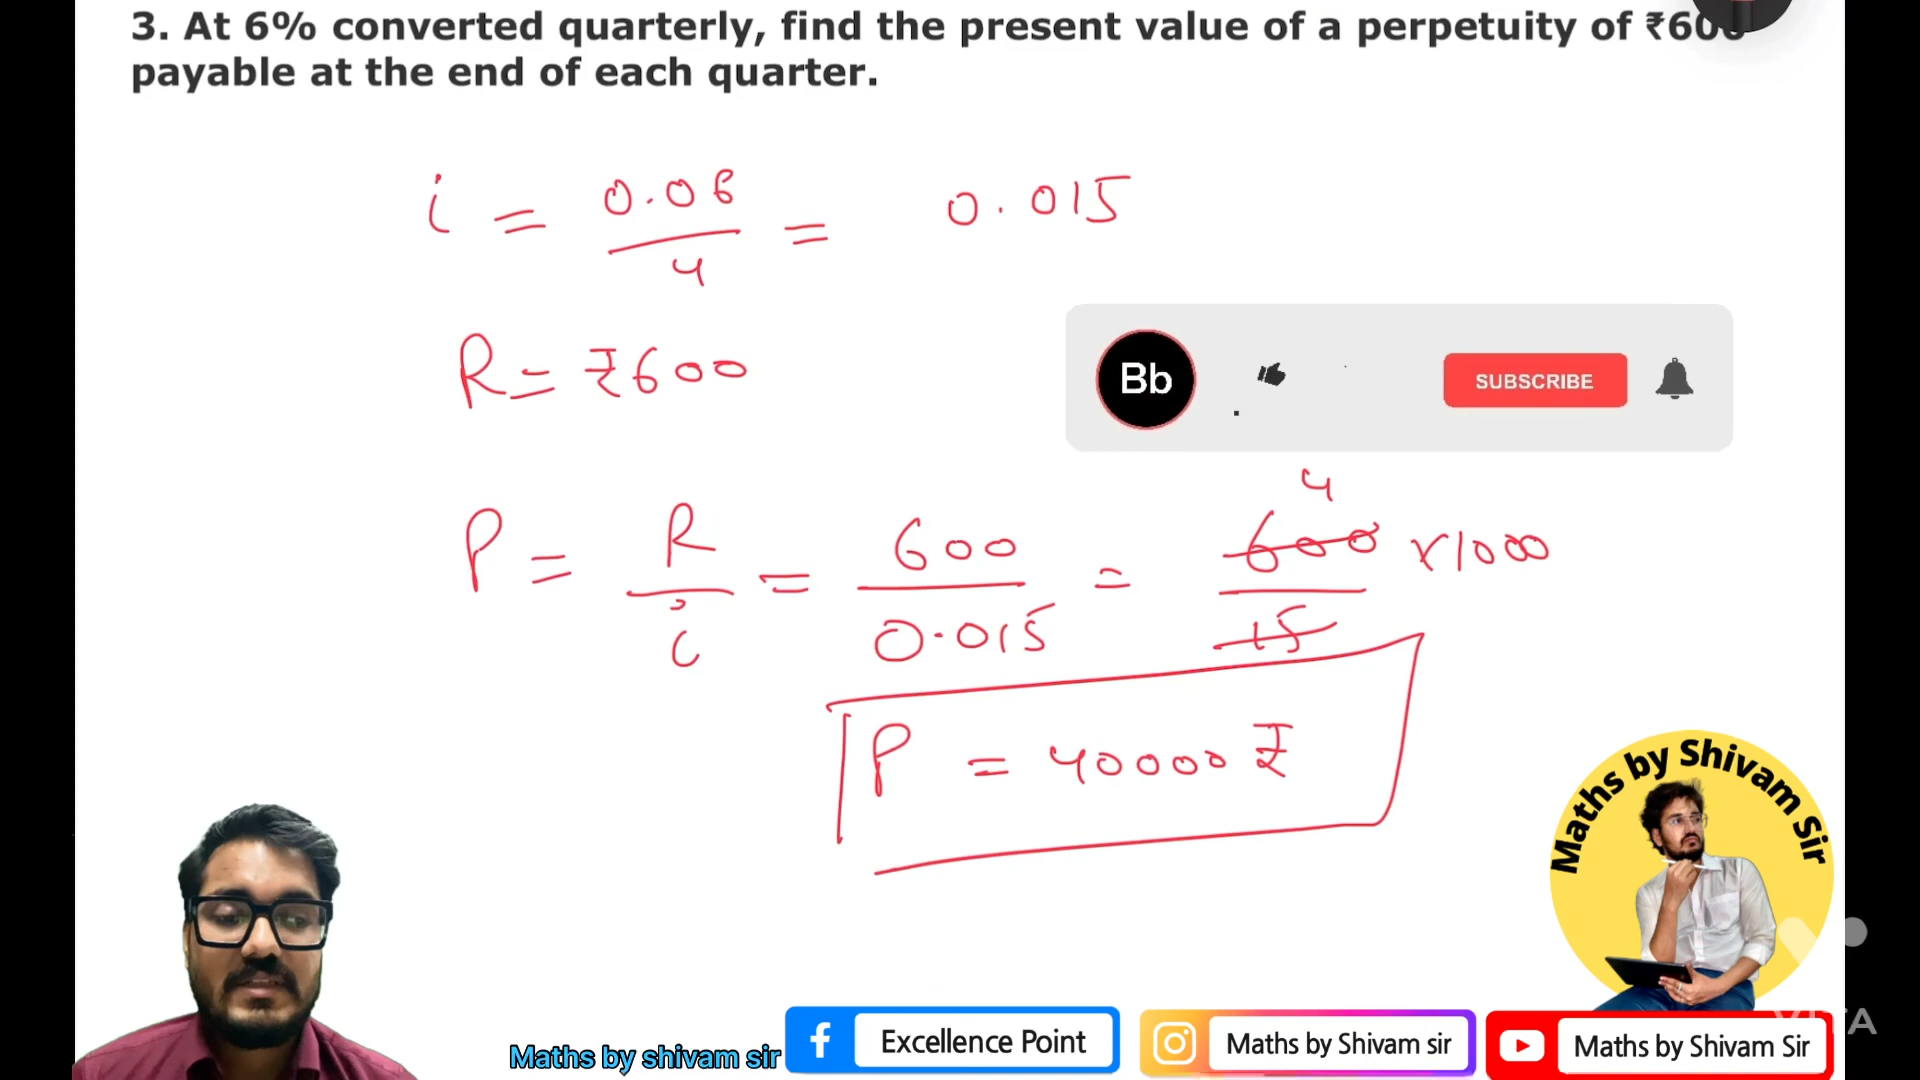 3. At 6% converted quarterly, find the present value of a perpetuity of ₹600
payable at the end of each quarter.
i = 0.06/4 = 0.015
R = ₹600
Bb
SUBSCRIBE
4
P = R/i = 600/0.015 = 600/15 × 1000
P = 40000 ₹
Maths by Shivam Sir
VITA
Maths by shivam sir
Excellence Point
Maths by Shivam sir
Maths by Shivam Sir